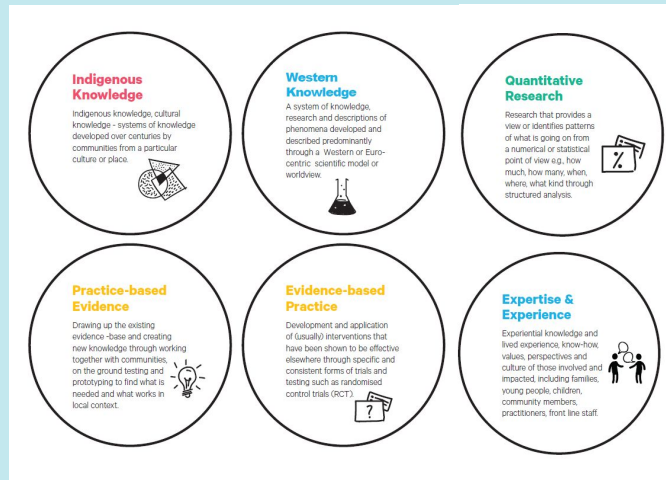 Indigenous
Knowledge
Indigenous knowledge, cultural
knowledge - systems of knowledge
developed over centuries by
communities from a particular
culture or place.
Western
Knowledge
A system of knowledge,
research and descriptions of
phenomena developed and
described predominantly
through a Western or Euro-
centric scientific model or
worldview.
Quantitative
Research
Research that provides a
view or identifies patterns
of what is going on from
a numerical or statistical
point of view e.g., how
much, how many, when,
where, what kind through
structured analysis.
%
Practice-based
Evidence
Drawing up the existing
evidence -base and creating
new knowledge through working
together with communities,
on the ground testing and
prototyping to find what is
needed and what works in
local context.
Evidence-based
Practice
Development and application
of (usually) interventions that
have been shown to be effective
elsewhere through specific and
consistent forms of trials and
testing such as randomised
control trials (RCT).
?
Expertise &
Experience
Experiential knowledge and
lived experience, know-how,
values, perspectives and
culture of those involved and
impacted, including families,
young people, children,
community members,
practitioners, front line staff.